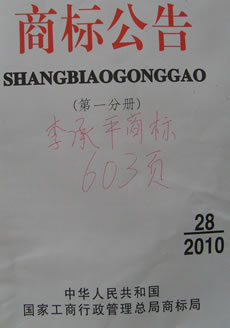 商标公告
SHANGBIAOGONGGAO
(第一分册)
李承平商标
603页
28
2010
中华人民共和国
国家工商行政管理总局商标局